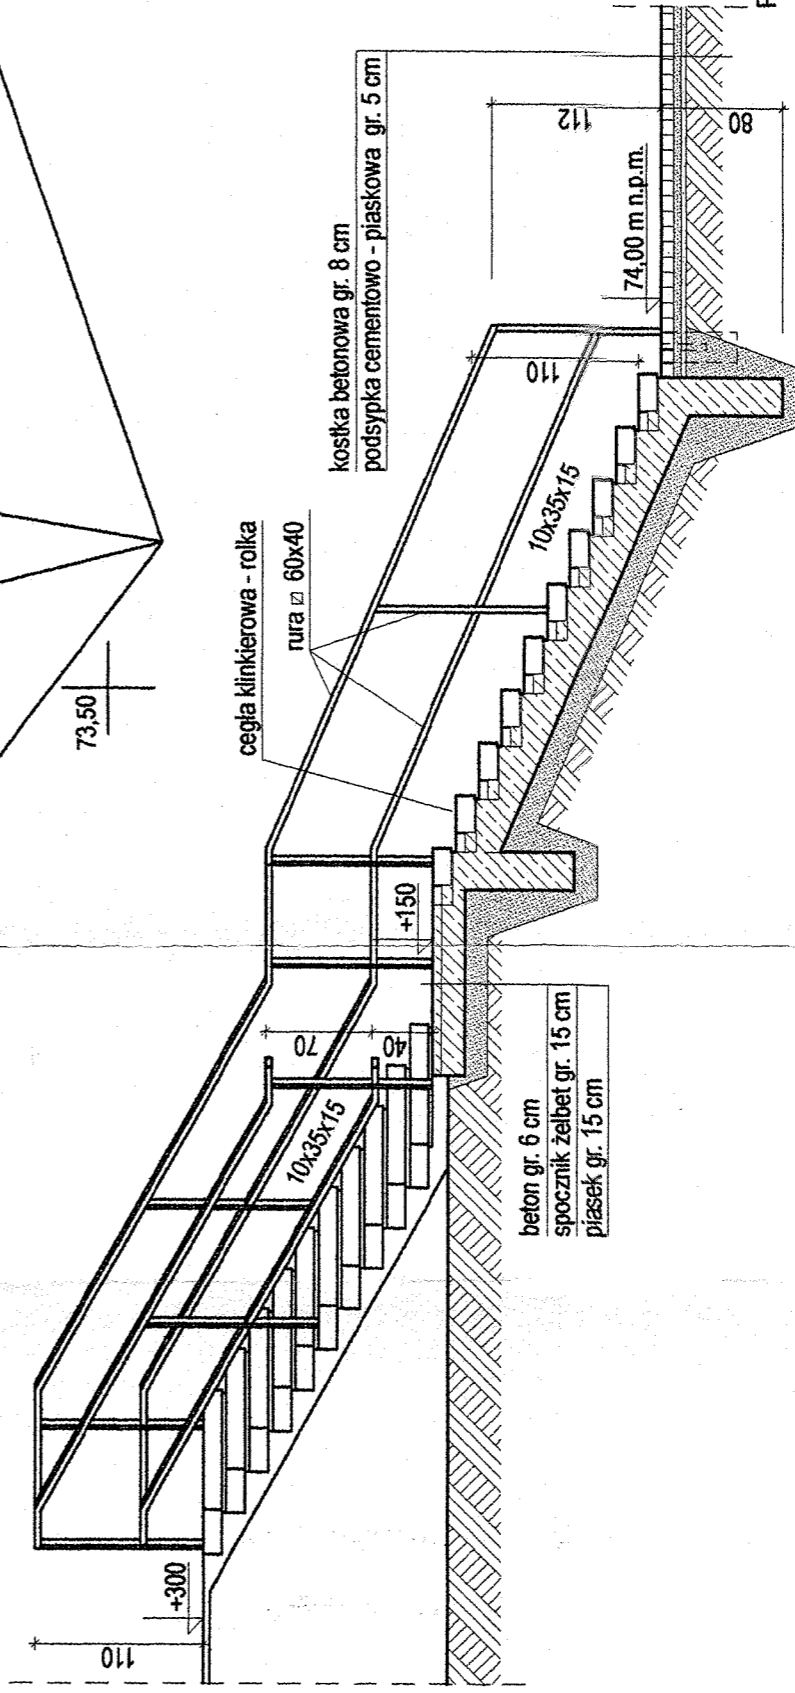 73,50
kostka betonowa gr. 8 cm
podsypka cementowo - piaskowa gr. 5 cm
cegła klinkierowa - rolka
rura 60x40
112
80
74,00 m n.p.m.
110
10x35x15
+150
70
40
10x35x15
beton gr. 6 cm
spocznik żelbet gr. 15 cm
piasek gr. 15 cm
+300
110